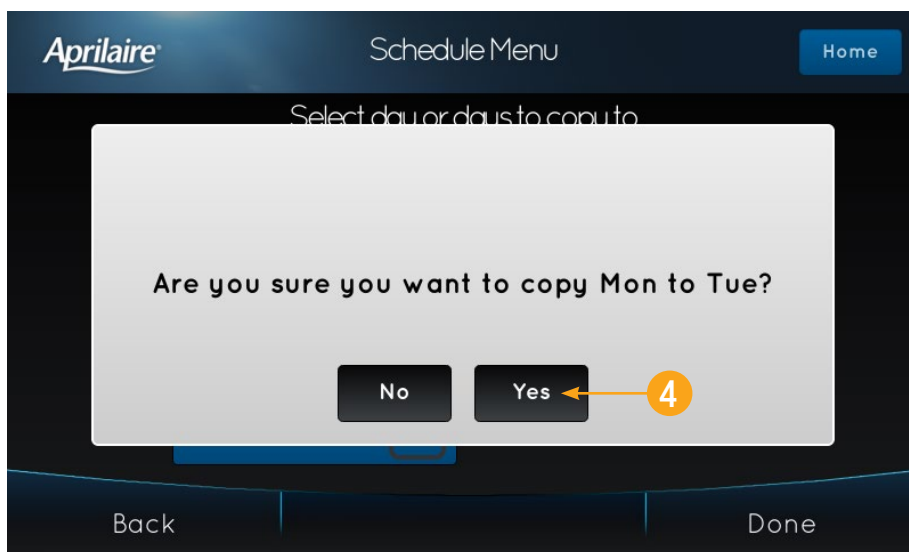 Aprilaire®
Schedule Menu
Home
Select day or days to copy to
Are you sure you want to copy Mon to Tue?
No
Yes
4
Back
Done